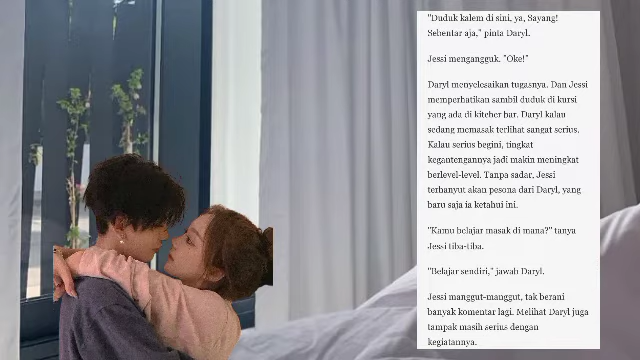 "Duduk kalem di sini, ya, Sayang!
Sebentar aja," pinta Daryl.
Jessi mengangguk. "Oke!"
Daryl menyelesaikan tugasnya. Dan Jessi
memperhatikan sambil duduk di kursi
yang ada di kitchen bar. Daryl kalau
sedang memasak terlihat sangat serius.
Kalau serius begini, tingkat
kegantengannya jadi makin meningkat
berlevel-level. Tanpa sadar, Jessi
terhanyut akan pesona dari Daryl, yang
baru saja ia ketahui ini.
"Kamu belajar masak di mana?" tanya
Jessi tiba-tiba.
"Belajar sendiri," jawab Daryl.
Jessi manggut-manggut, tak berani
banyak komentar lagi. Melihat Daryl juga
tampak masih serius dengan
kegiatannya.